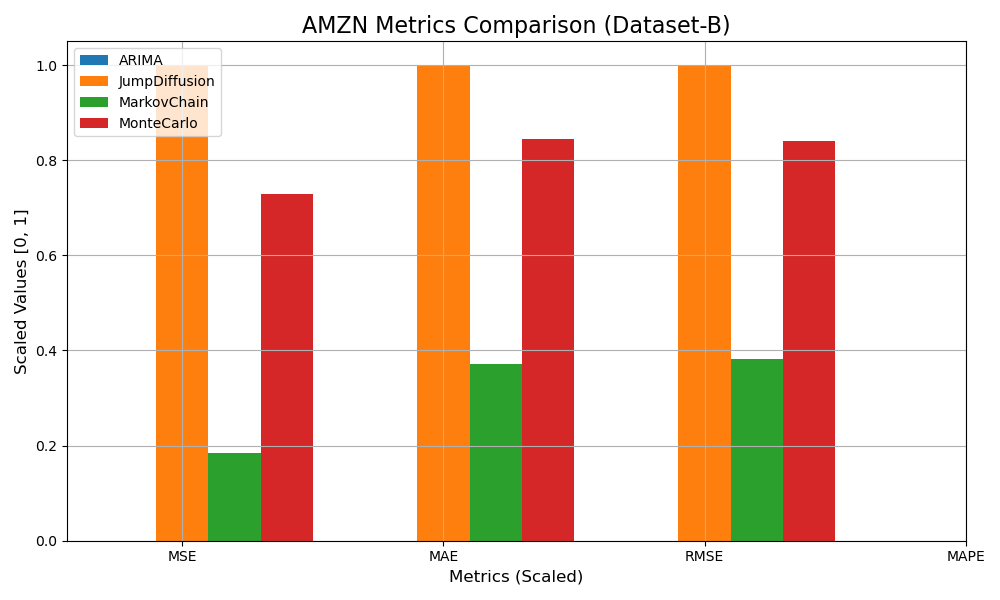 AMZN Metrics Comparison (Dataset-B)
ARIMA
JumpDiffusion
MarkovChain
MonteCarlo
Scaled Values [0, 1]
1.0
0.8
0.6
0.4
0.2
0.0
MSE MAE RMSE MAPE
Metrics (Scaled)